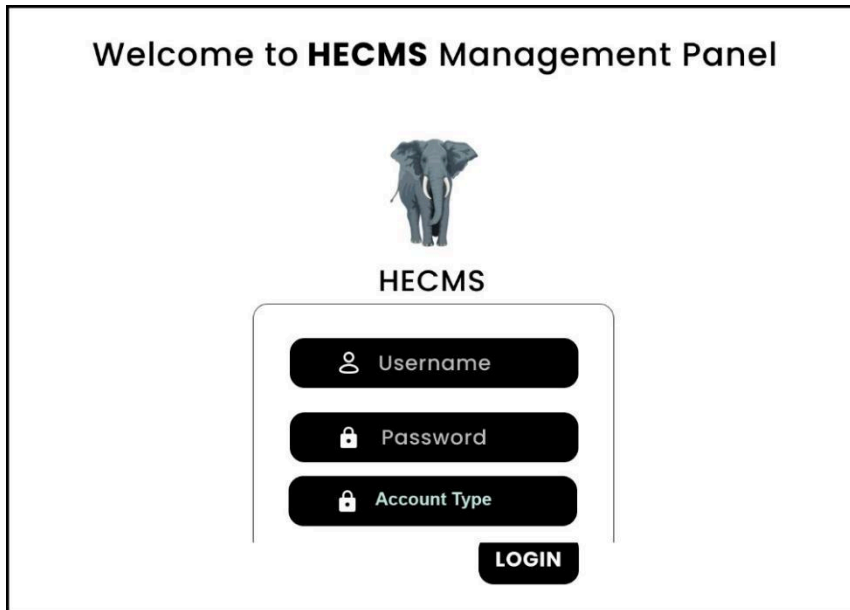 Welcome to HECMS Management Panel
HECMS
Username
Password
Account Type
LOGIN